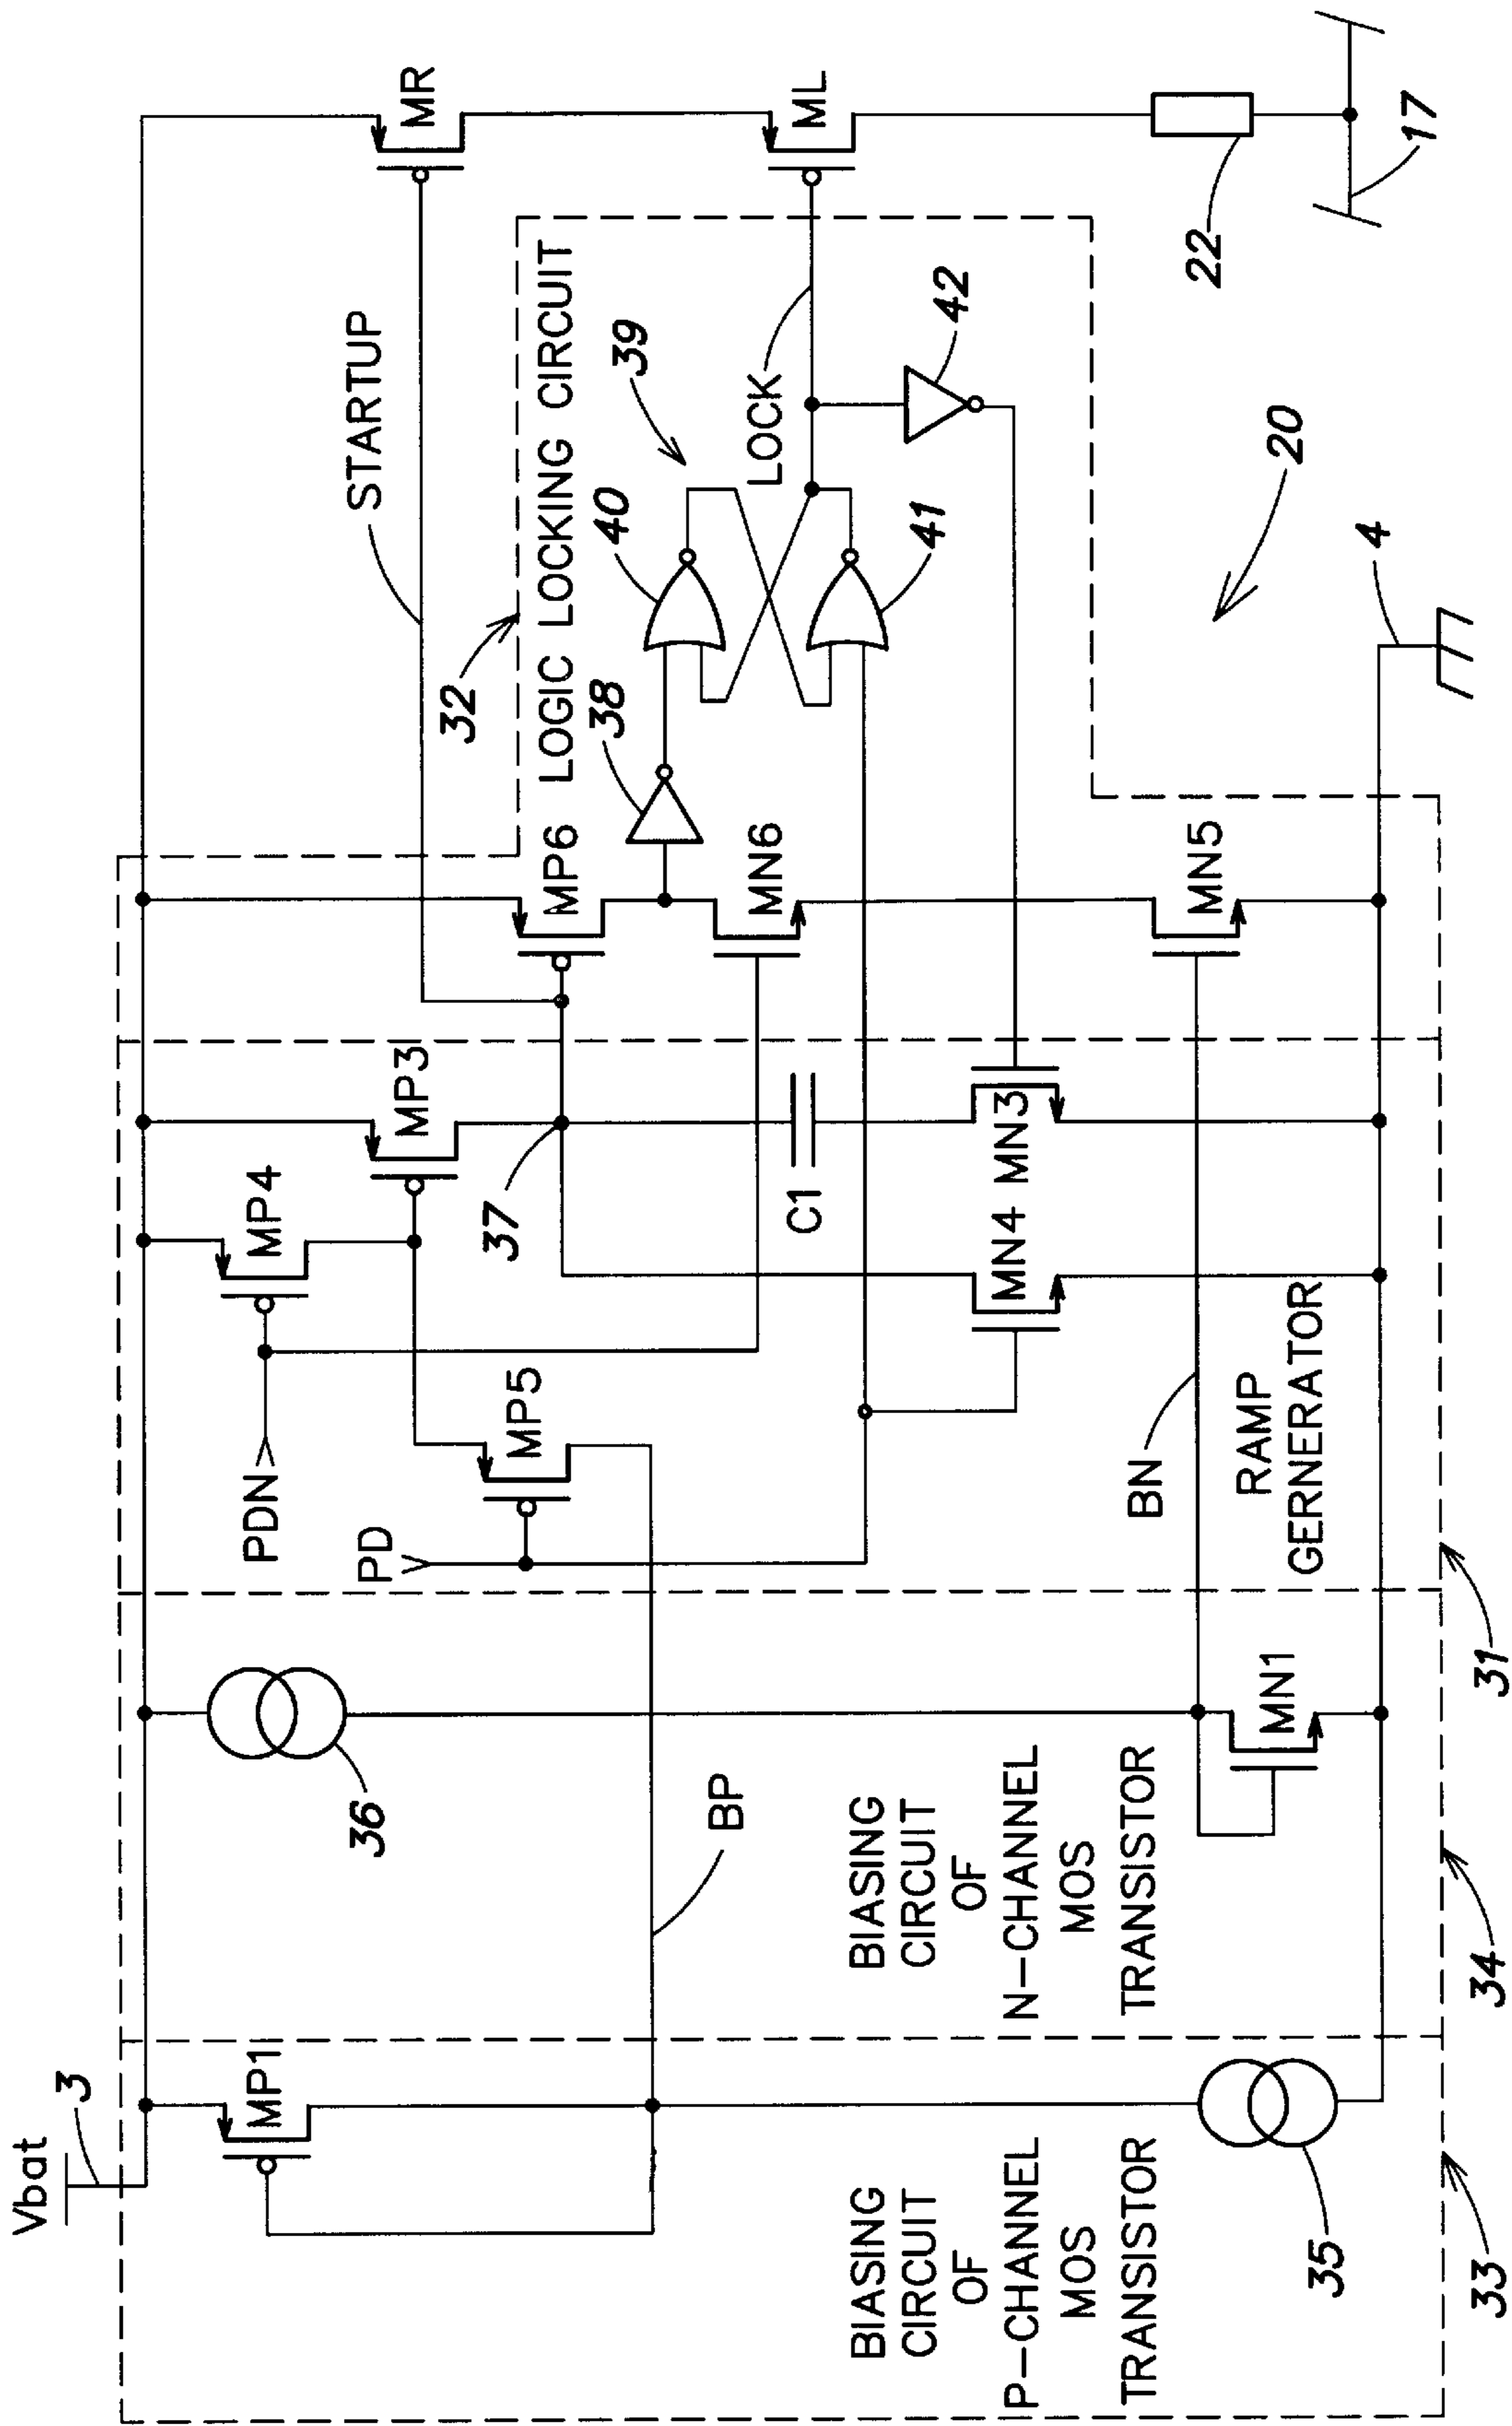 Vbat
3
MP1
BP
BIASING
CIRCUIT
OF
P-CHANNEL
MOS
TRANSISTOR
35
33
36
BIASING
CIRCUIT
OF
N-CHANNEL
MOS
TRANSISTOR
MN1
34
PDN
PD
MP4
MP5
MP3
37
C1
MN4 MN3
BN
RAMP
GERNERATOR
31
STARTUP
32
LOGIC LOCKING CIRCUIT
MP6
38
MN6
MN5
40
39
41
LOCK
42
20
4
MR
ML
22
17